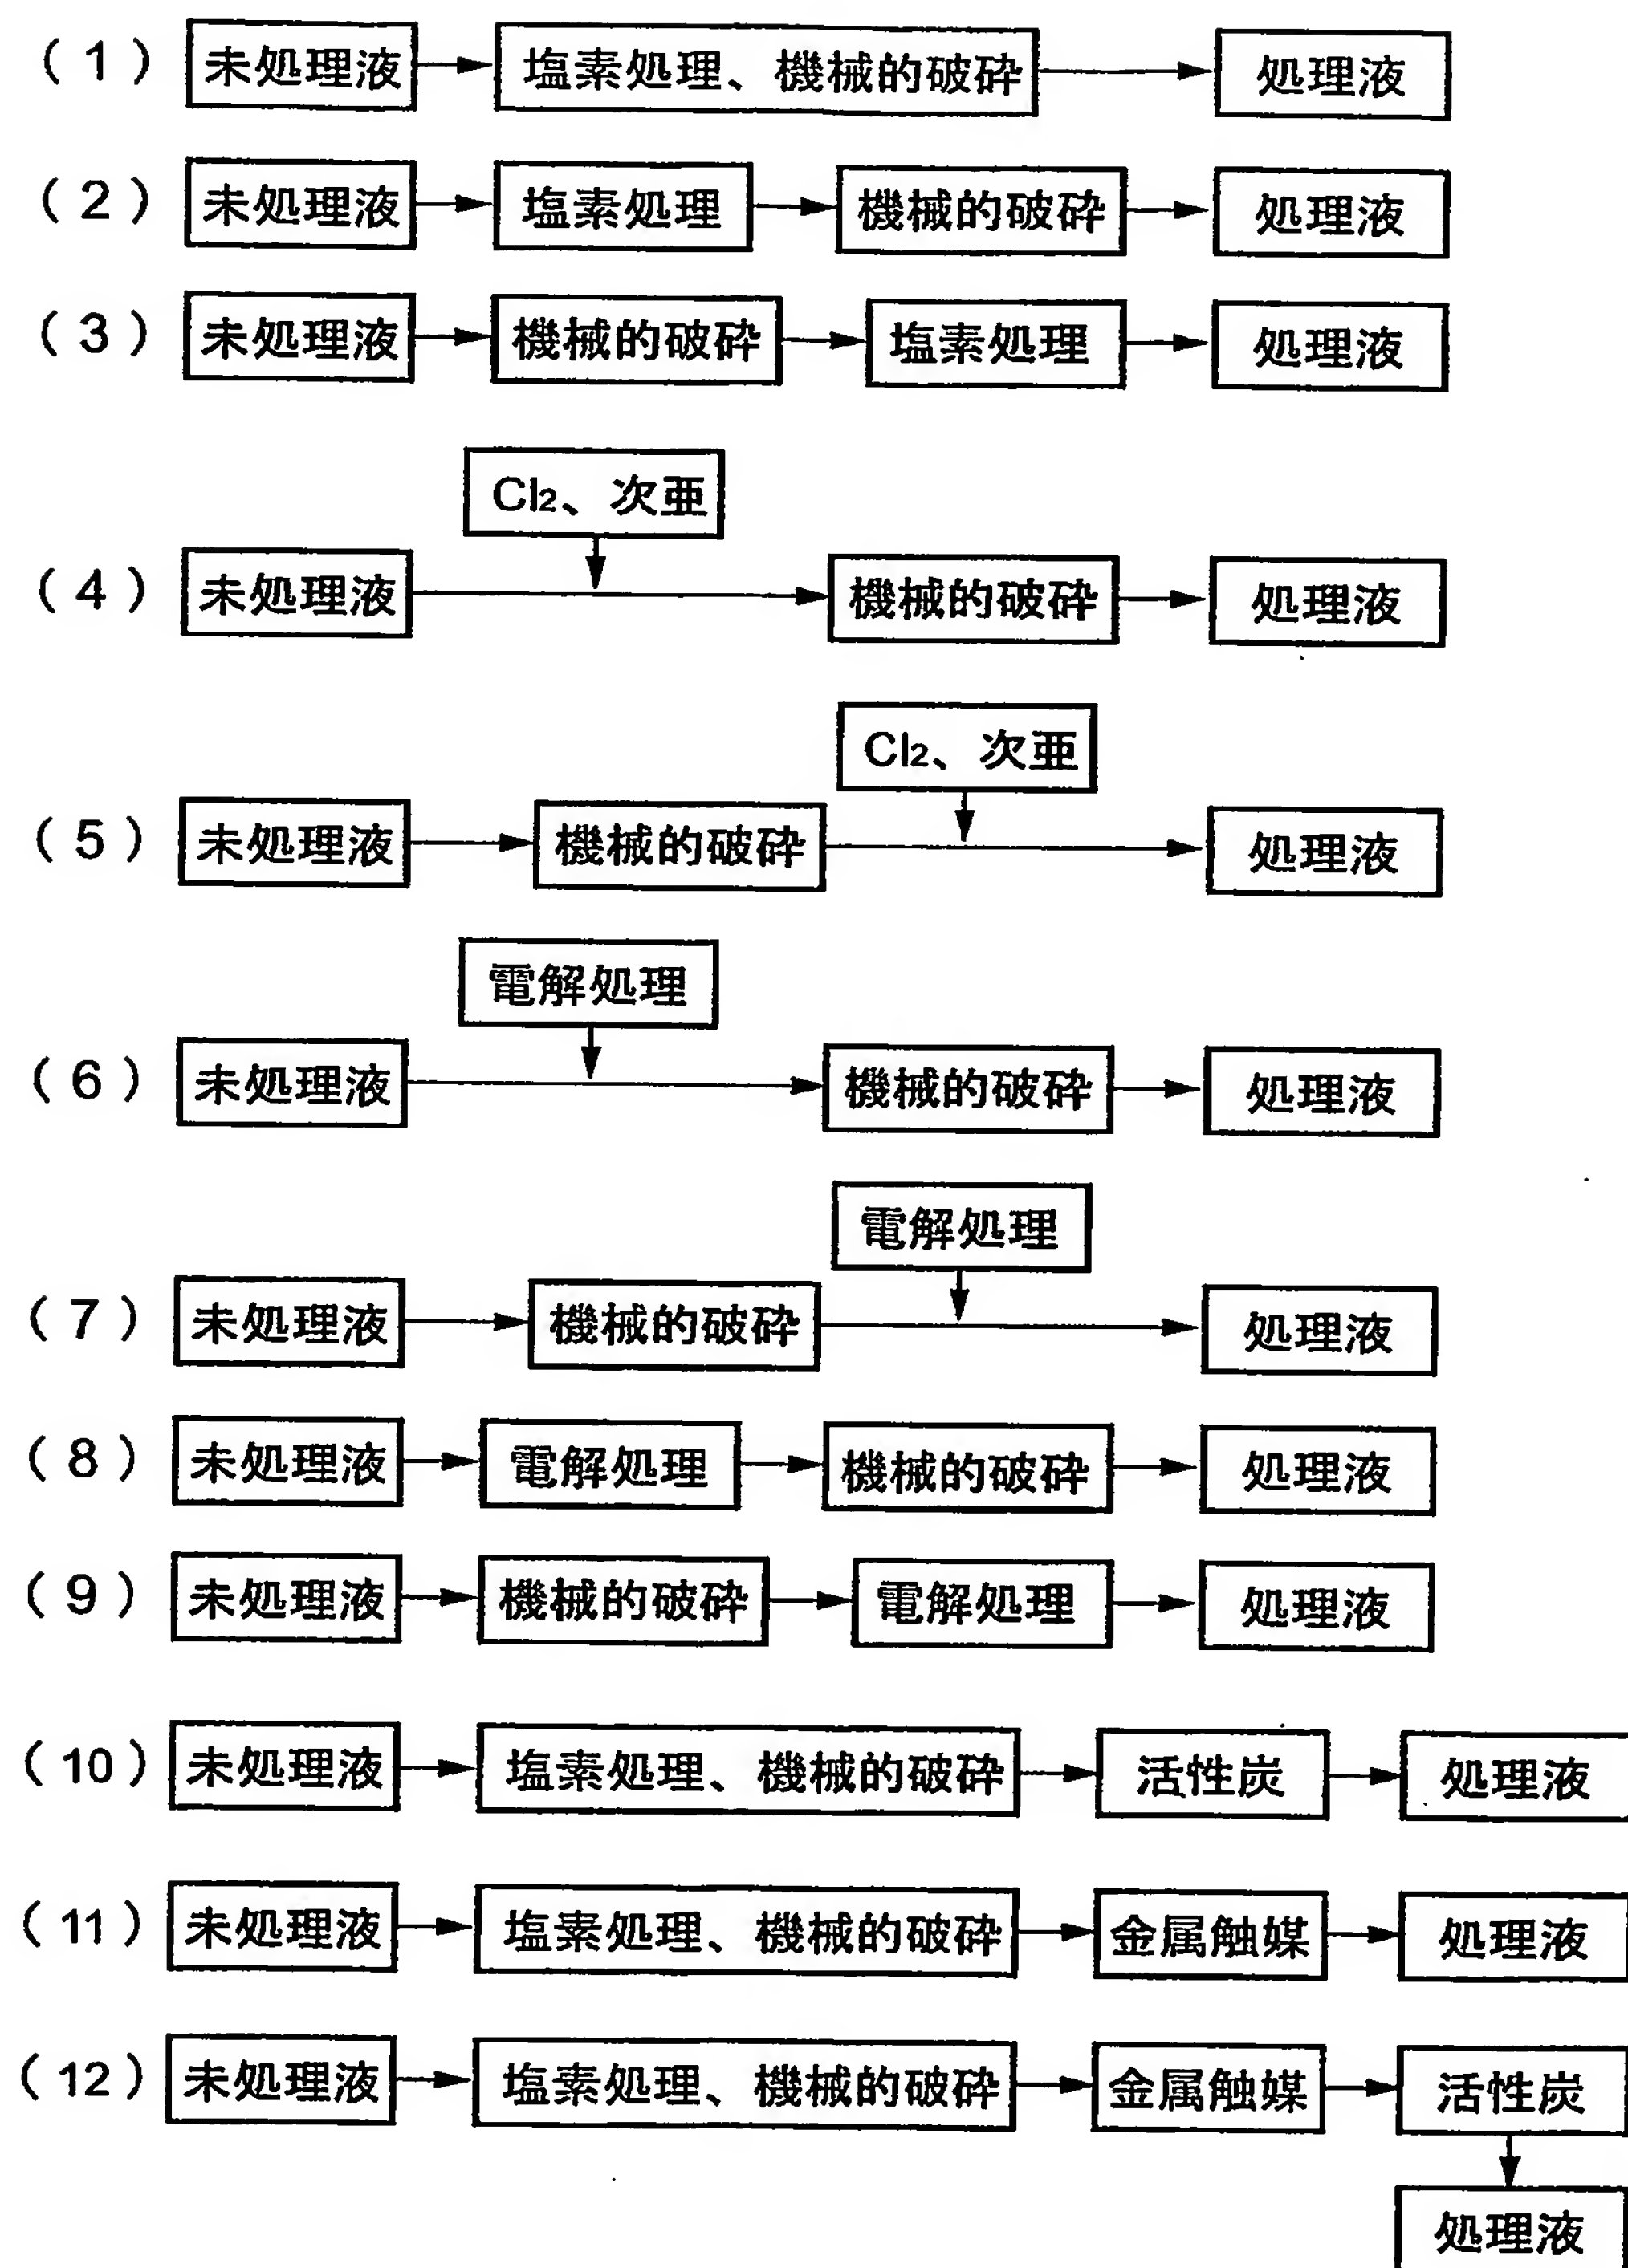 (1) 未処理液 塩素処理、機械的破砕 処理液
(2) 未処理液 塩素処理 機械的破砕 処理液
(3) 未処理液 機械的破砕 塩素処理 処理液
Cl₂、次亜
(4) 未処理液 機械的破砕 処理液
Cl₂、次亜
(5) 未処理液 機械的破砕 処理液
電解処理
(6) 未処理液 機械的破砕 処理液
電解処理
(7) 未処理液 機械的破砕 処理液
(8) 未処理液 電解処理 機械的破砕 処理液
(9) 未処理液 機械的破砕 電解処理 処理液
(10) 未処理液 塩素処理、機械的破砕 活性炭 処理液
(11) 未処理液 塩素処理、機械的破砕 金属触媒 処理液
(12) 未処理液 塩素処理、機械的破砕 金属触媒 活性炭
処理液